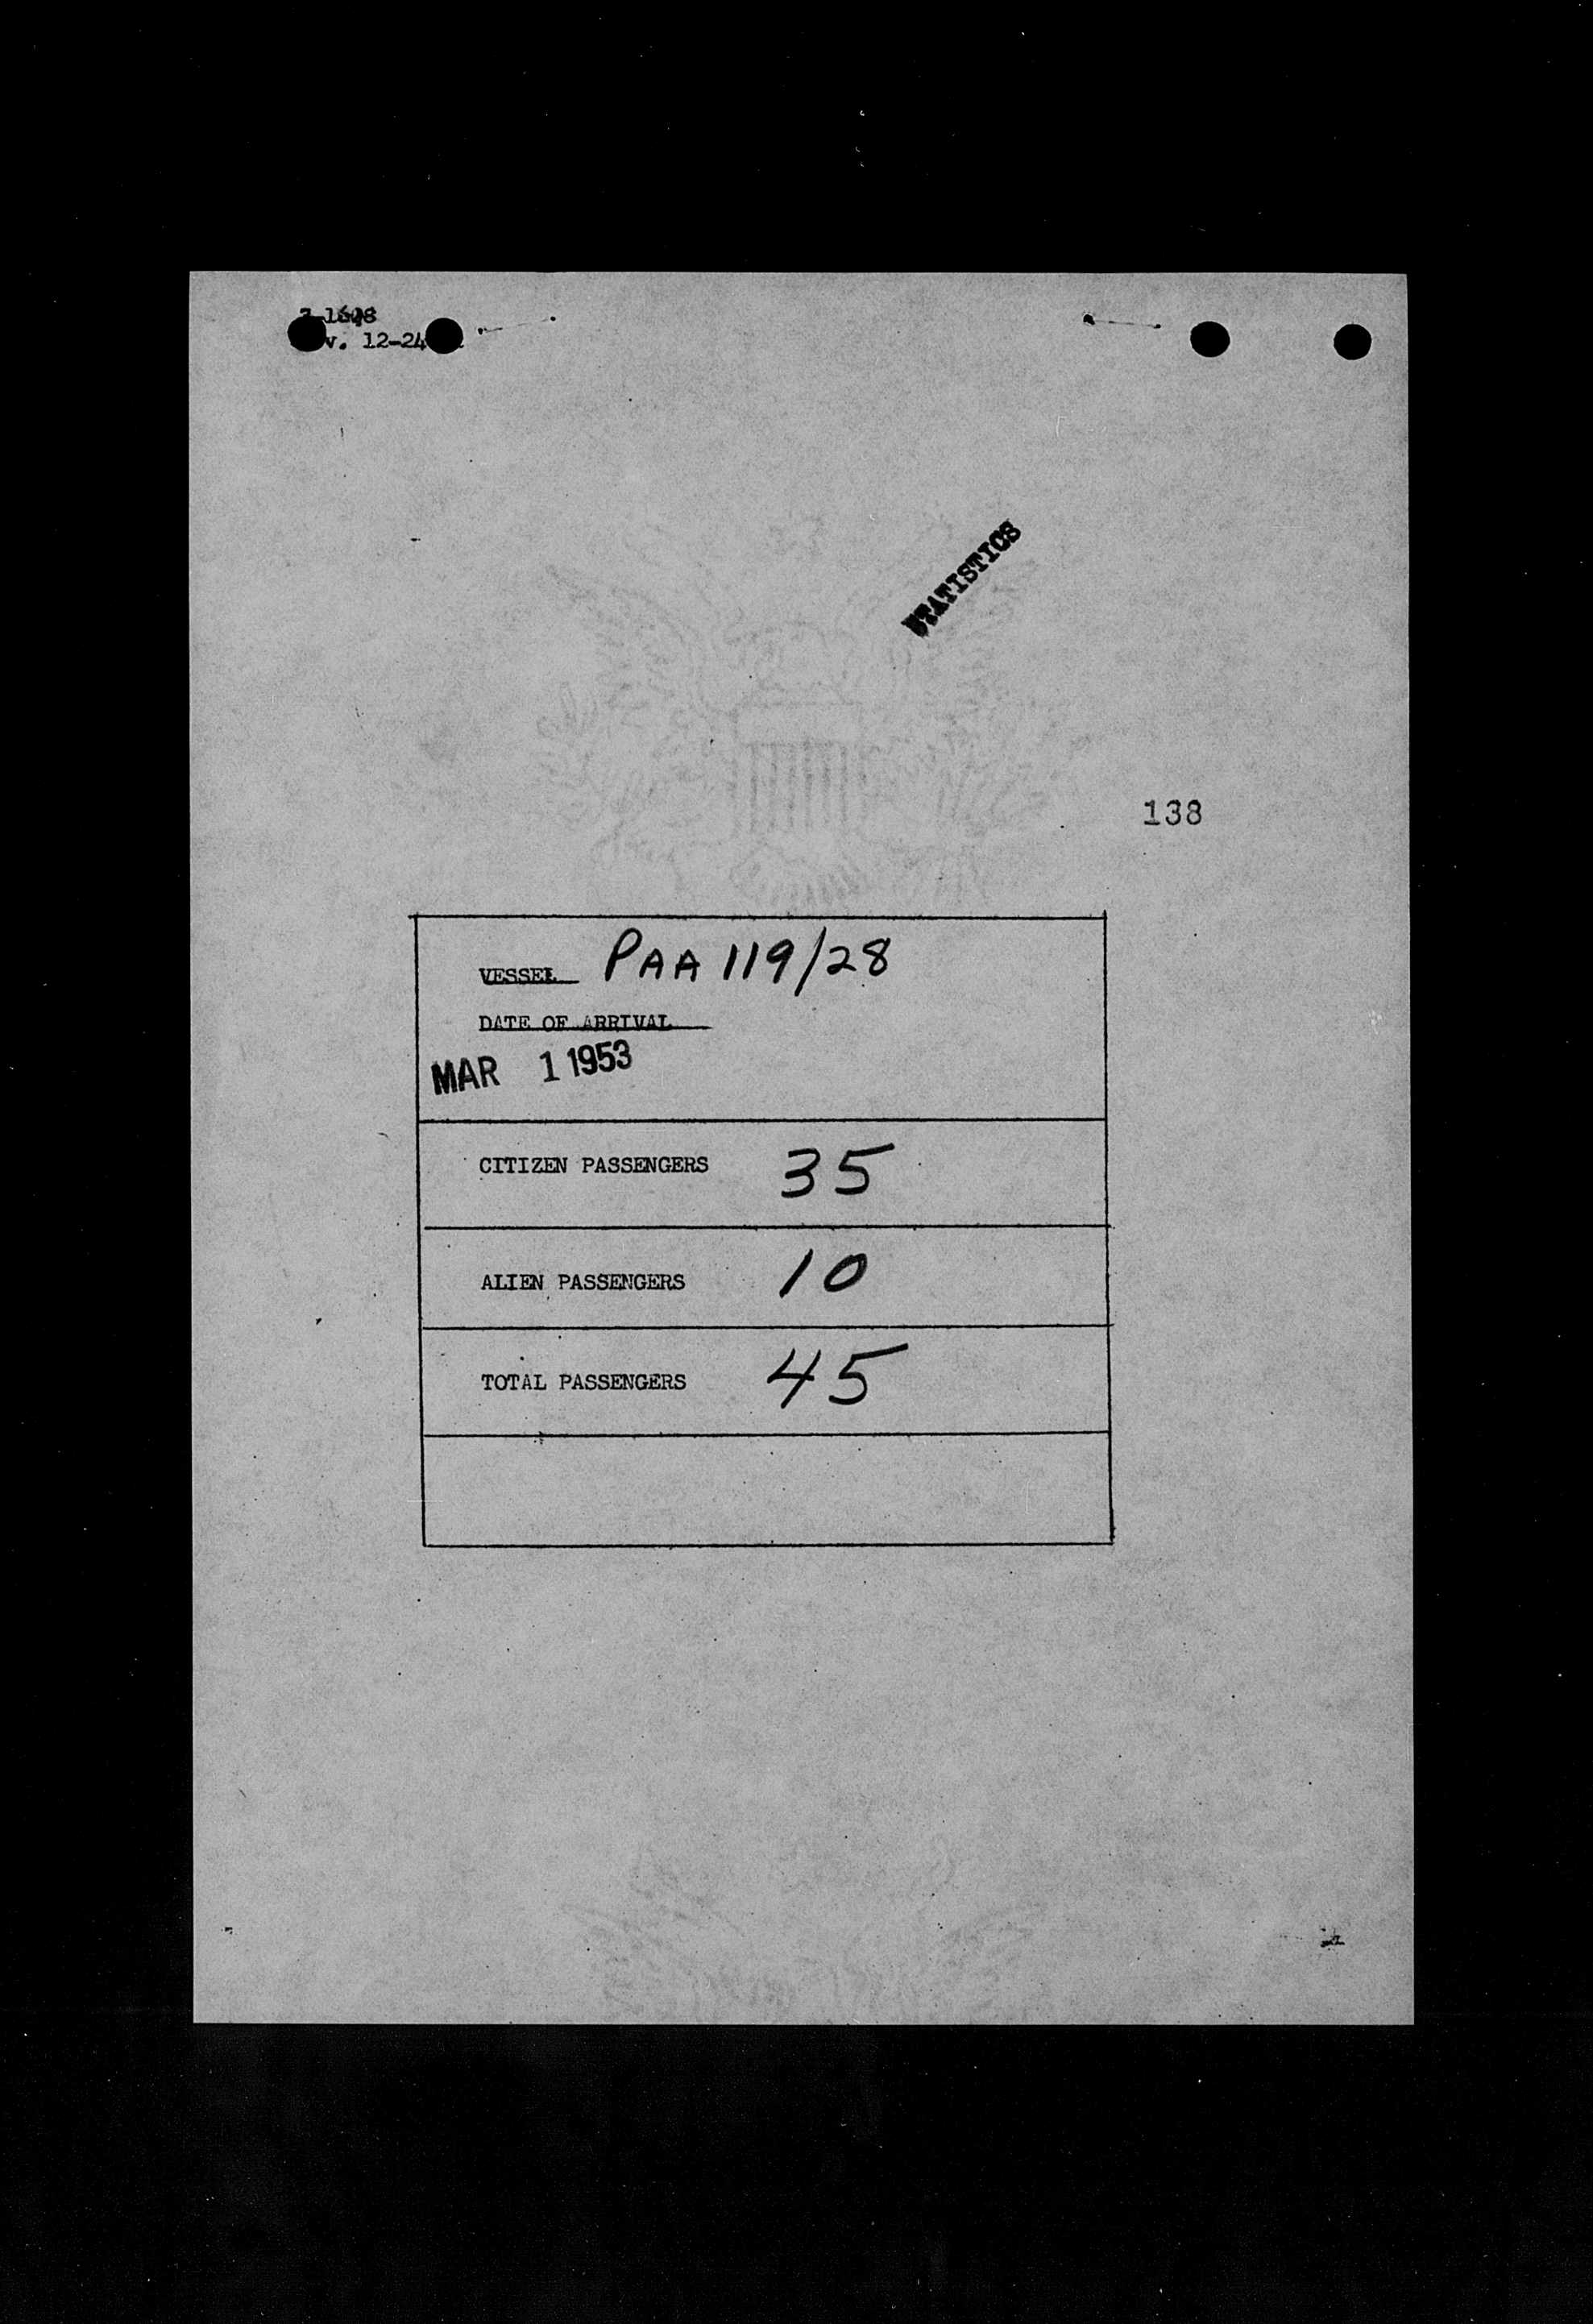 v. 12-24
STATISTICS
138
VESSEL PAA 119/28
DATE OF ARRIVAL
MAR 1 1953
CITIZEN PASSENGERS 35
ALIEN PASSENGERS 10
TOTAL PASSENGERS 45